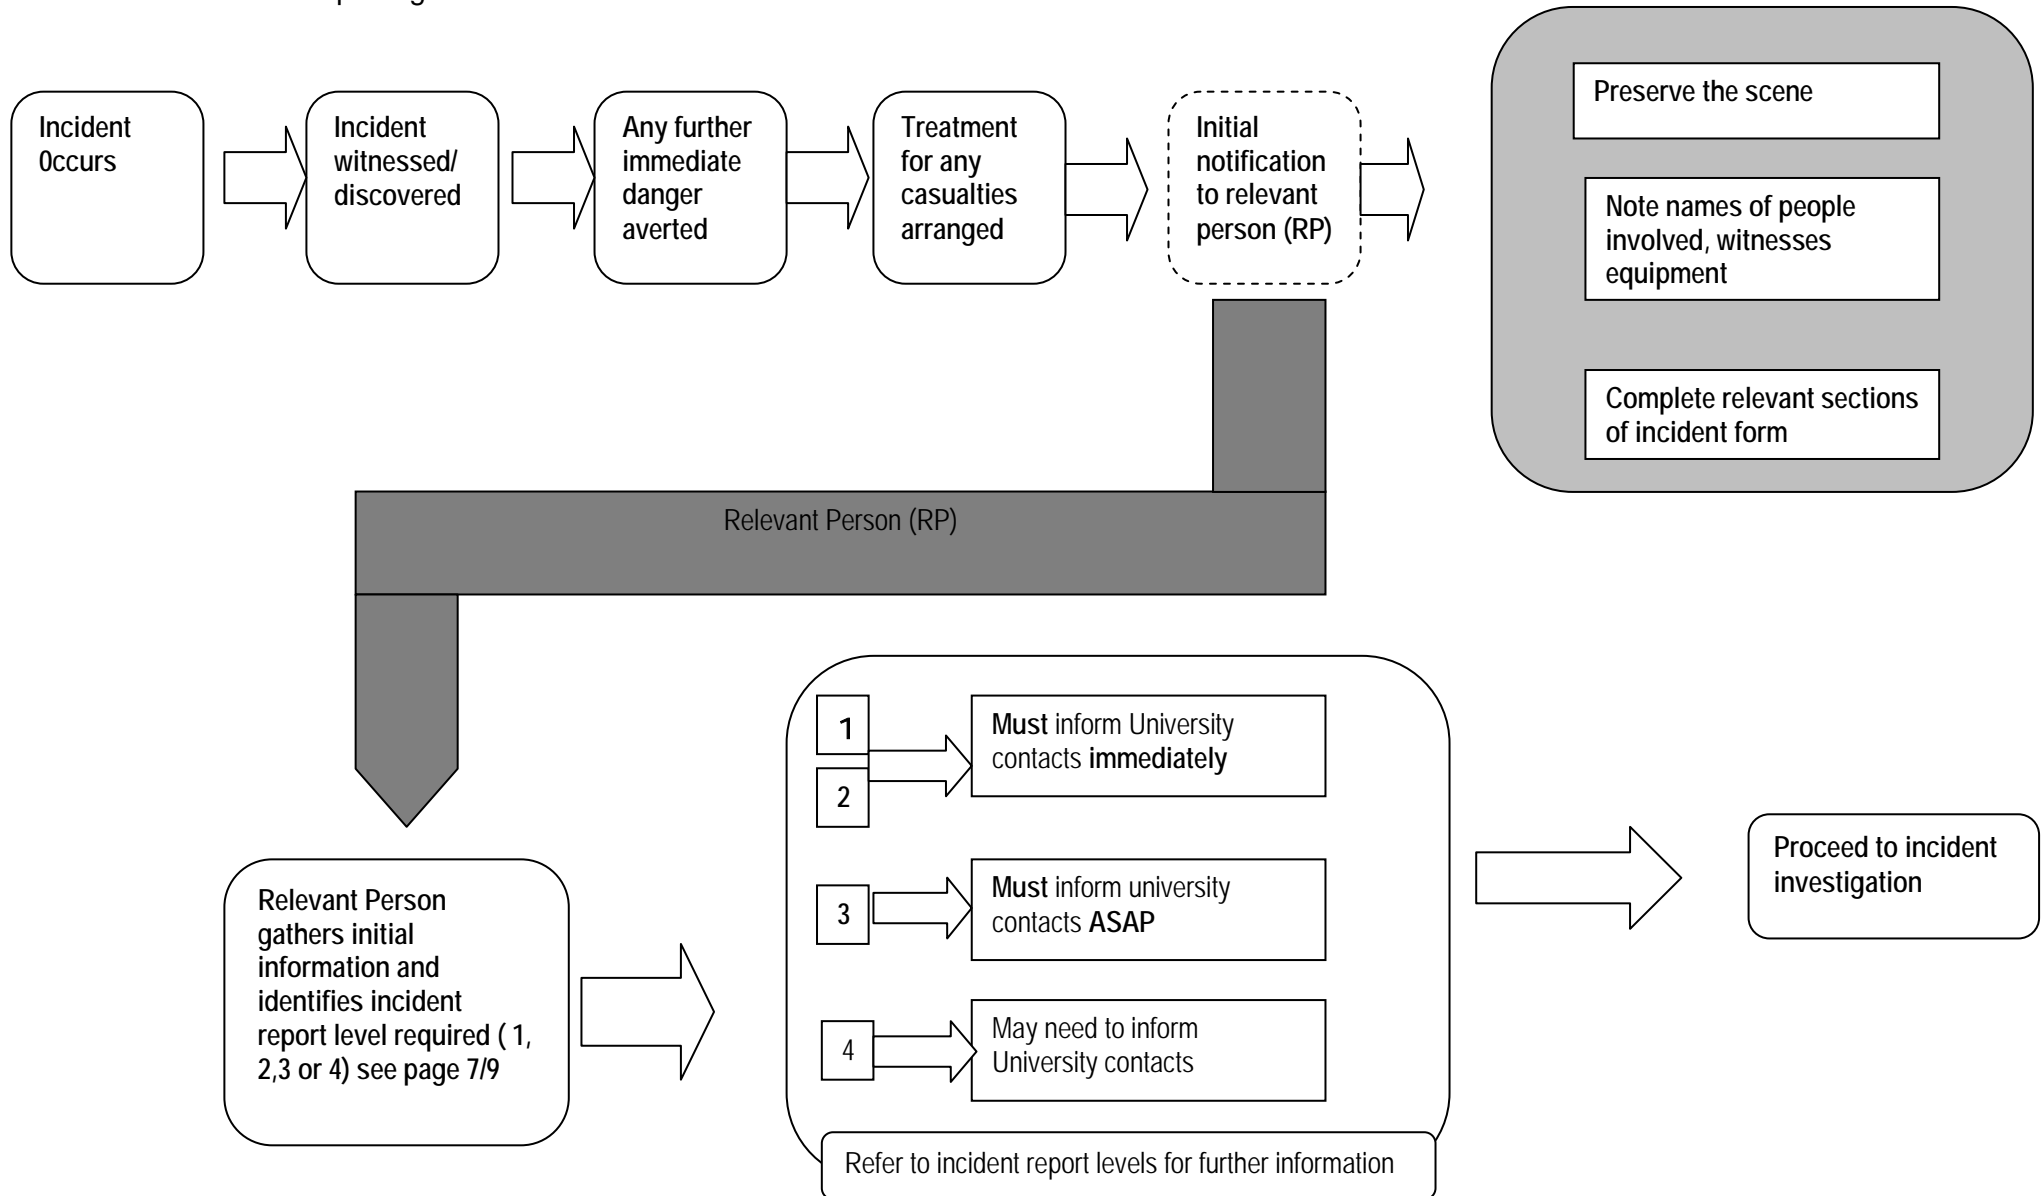 Incident
0ccurs
Incident
witnessed/
discovered
Any further
immediate
danger
averted
Treatment
for any
casualties
arranged
Initial
notification
to relevant
person (RP)
Preserve the scene
Note names of people
involved, witnesses
equipment
Complete relevant sections
of incident form
Relevant Person (RP)
Relevant Person
gathers initial
information and
identifies incident
report level required ( 1,
2,3 or 4) see page 7/9
1
2
Must inform University
contacts immediately
3
Must inform university
contacts ASAP
4
May need to inform
University contacts
Refer to incident report levels for further information
Proceed to incident
investigation